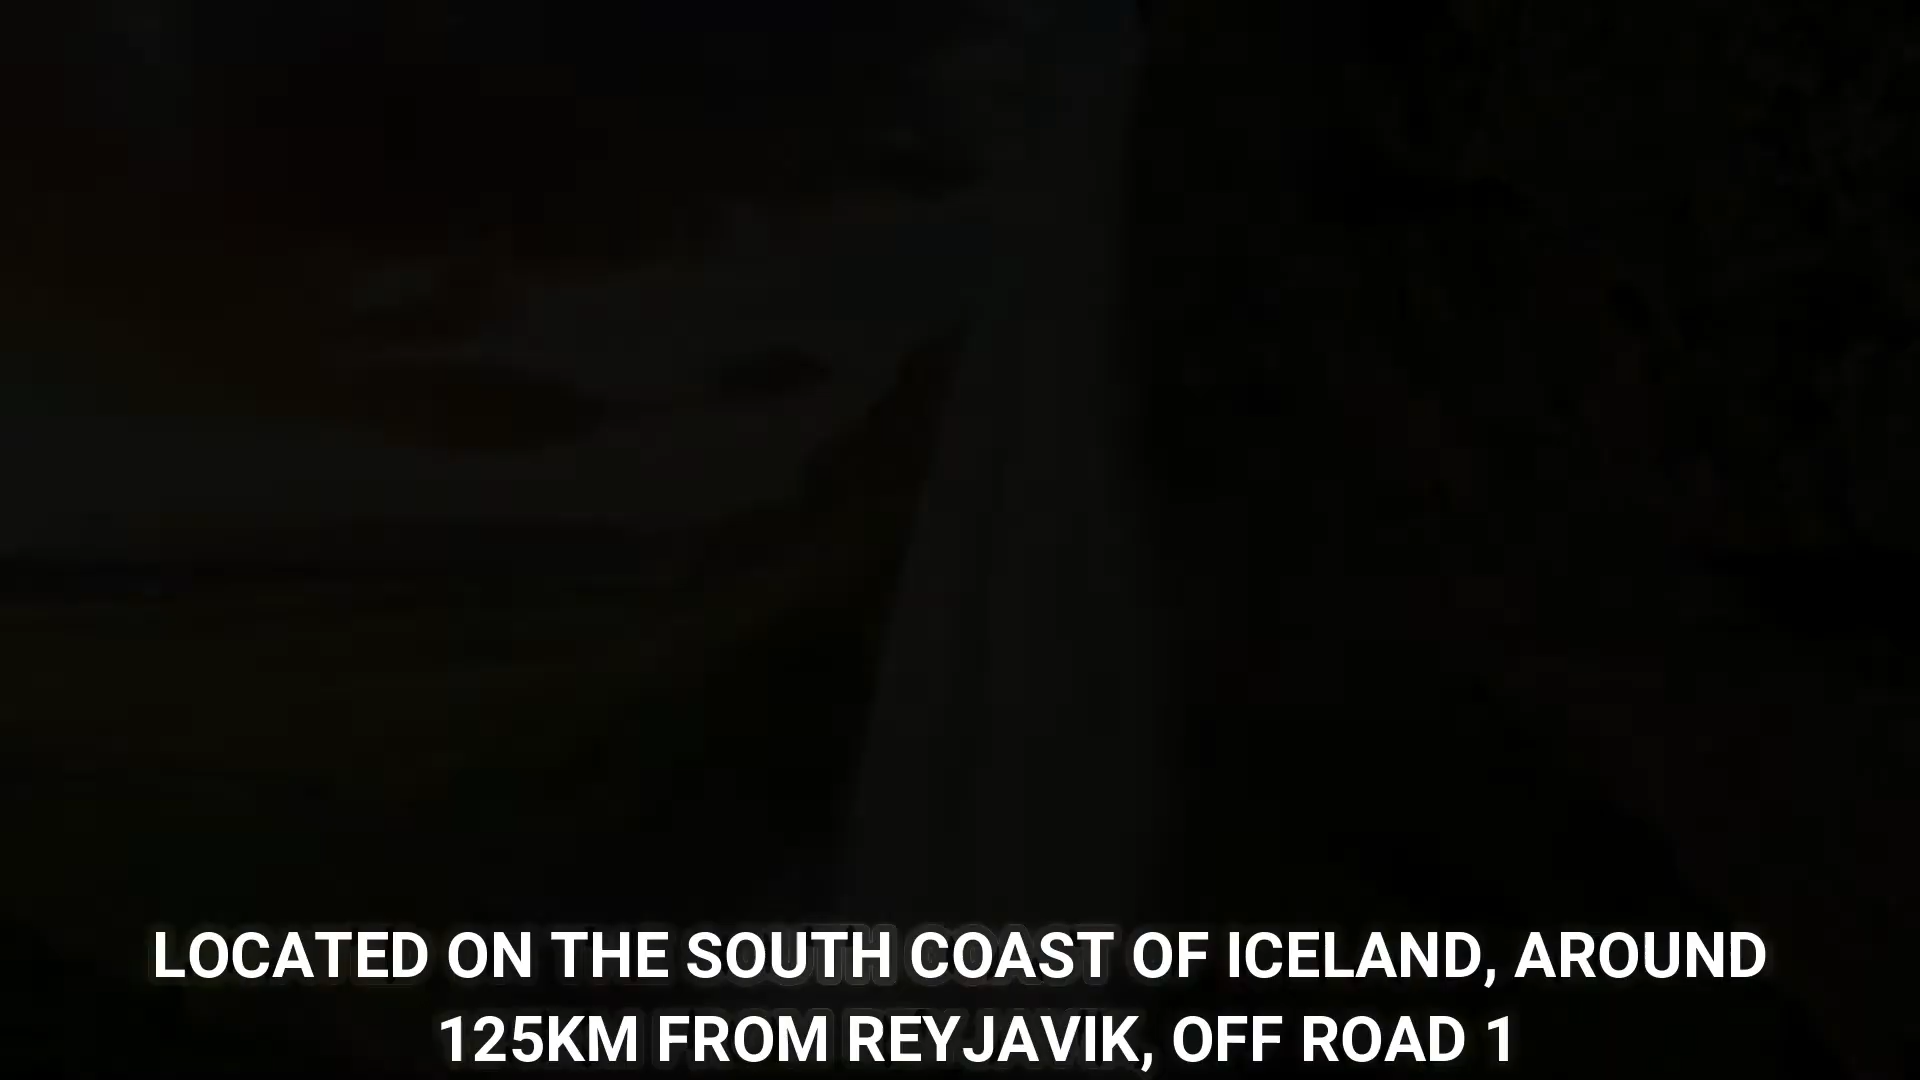 LOCATED ON THE SOUTH COAST OF ICELAND, AROUND
125KM FROM REYJAVIK, OFF ROAD 1